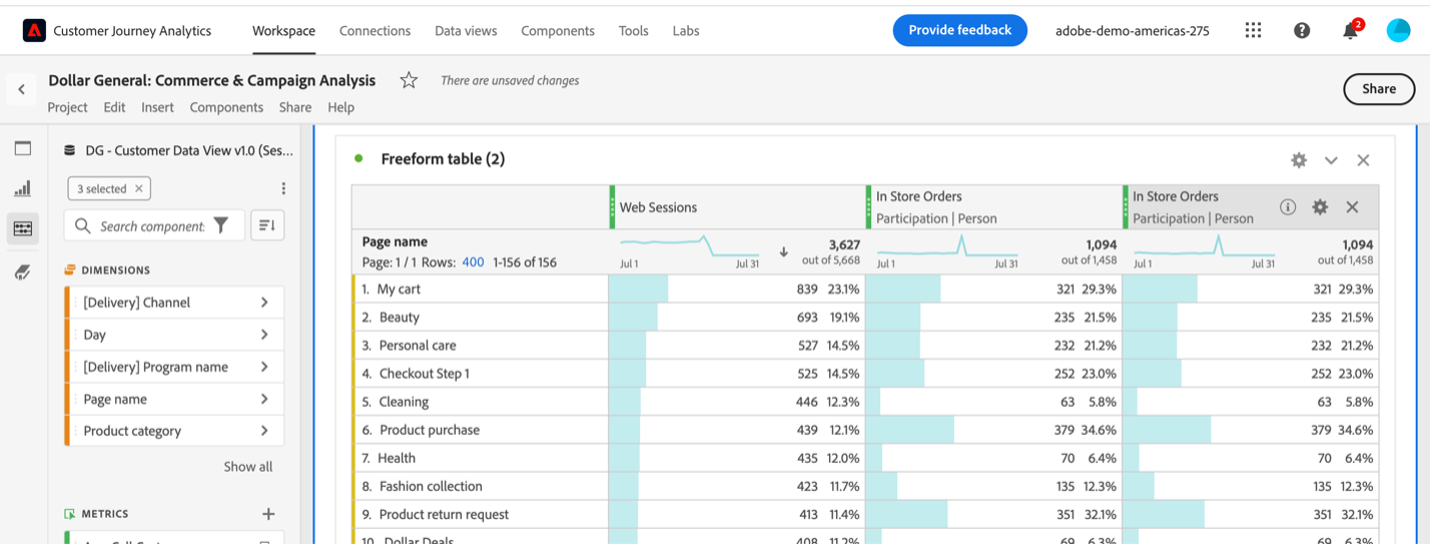 Customer Journey Analytics Workspace Connections Data views Components Tools Labs Provide feedback adobe-demo-americas-275 2
Dollar General: Commerce & Campaign Analysis There are unsaved changes
Share
Project Edit Insert Components Share Help
DG - Customer Data View v1.0 (Ses...
3 selected
Search component:
DIMENSIONS
[Delivery] Channel
Day
[Delivery] Program name
Page name
Product category
Show all
METRICS
Freeform table (2)
Web Sessions
In Store Orders
Participation | Person
In Store Orders
Participation | Person
Page name
Page: 1 / 1 Rows: 400 1-156 of 156
Jul 1 Jul 31
3,627
out of 5,668
Jul 1 Jul 31
1,094
out of 1,458
Jul 1 Jul 31
1,094
out of 1,458
1. My cart 839 23.1% 321 29.3% 321 29.3%
2. Beauty 693 19.1% 235 21.5% 235 21.5%
3. Personal care 527 14.5% 232 21.2% 232 21.2%
4. Checkout Step 1 525 14.5% 252 23.0% 252 23.0%
5. Cleaning 446 12.3% 63 5.8% 63 5.8%
6. Product purchase 439 12.1% 379 34.6% 379 34.6%
7. Health 435 12.0% 70 6.4% 70 6.4%
8. Fashion collection 423 11.7% 135 12.3% 135 12.3%
9. Product return request 413 11.4% 351 32.1% 351 32.1%
10. Dollar Deals 408 11.2% 69 6.3% 69 6.3%